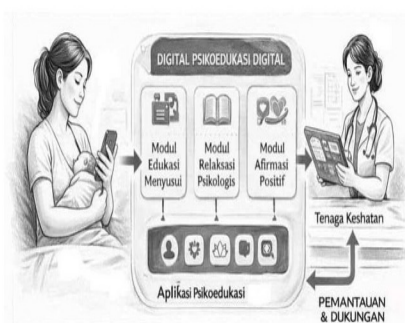 DIGITAL PSIKOEDUKASI DIGITAL
Modul
Edukasi
Menyusui
Modul
Relaksasi
Psikologis
Modul
Afirmasi
Positif
Aplikasi Psikoedukasi
Tenaga Keshatan
PEMANTAUAN
& DUKUNGAN